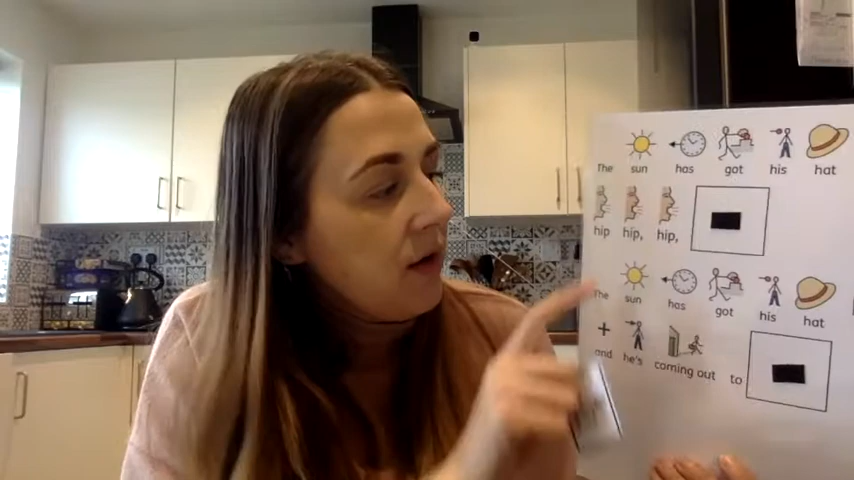 The sun has got his hat
hip hip, hip,
The sun has got his, hat
+
and he's coming out to